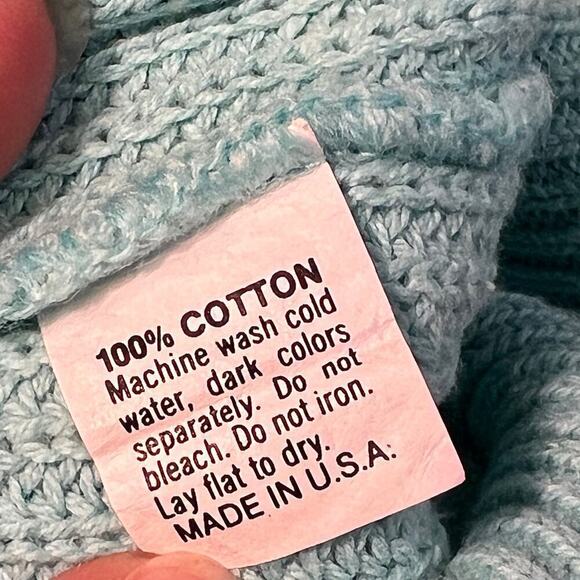 100% COTTON
Machine wash cold
water, dark colors
separately. Do not
bleach. Do not iron.
Lay flat to dry.
MADE IN U.S.A.